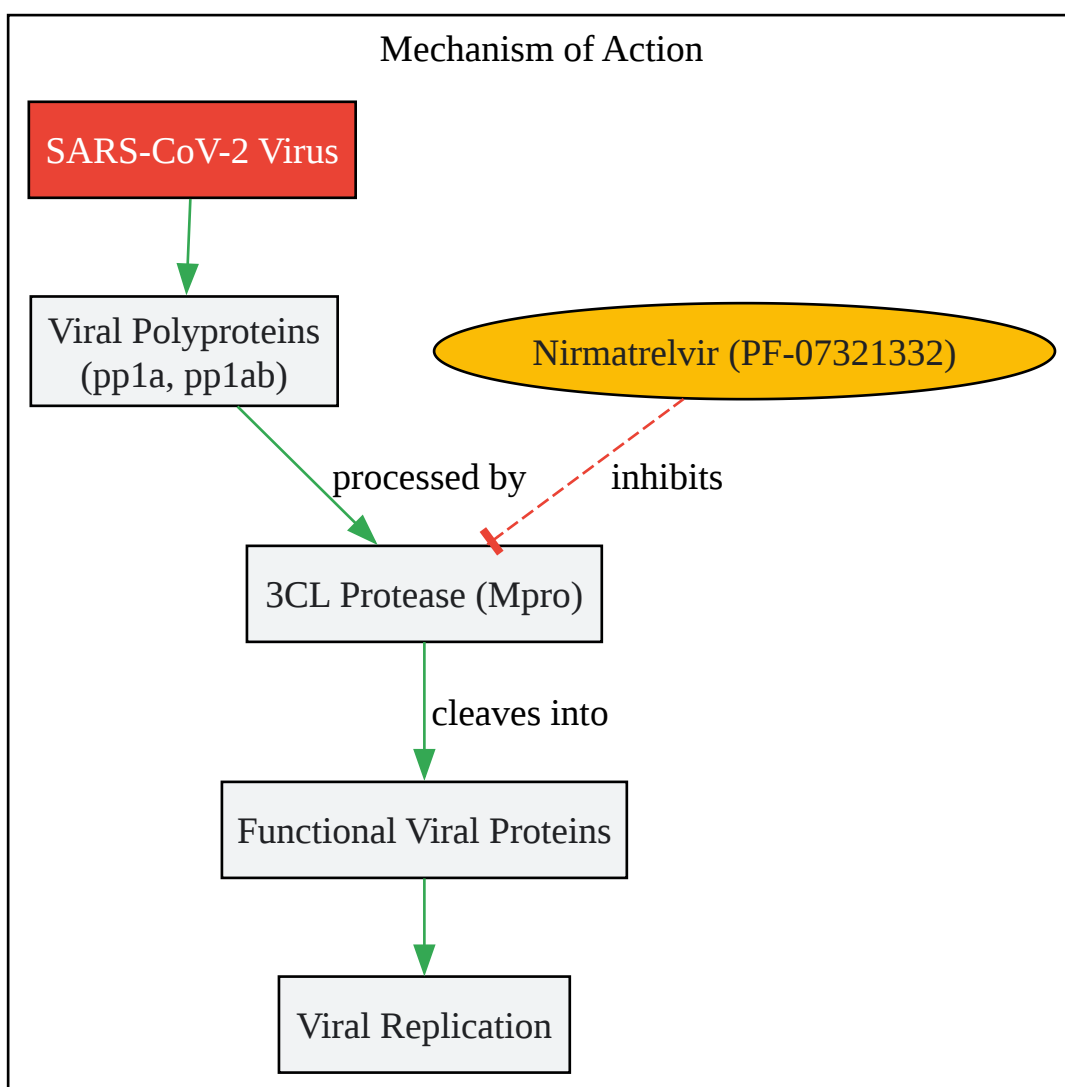 Mechanism of Action
SARS-CoV-2 Virus
Viral Polyproteins
(pp1a, pp1ab)
Nirmatrelvir (PF-07321332)
processed by
inhibits
3CL Protease (Mpro)
cleaves into
Functional Viral Proteins
Viral Replication